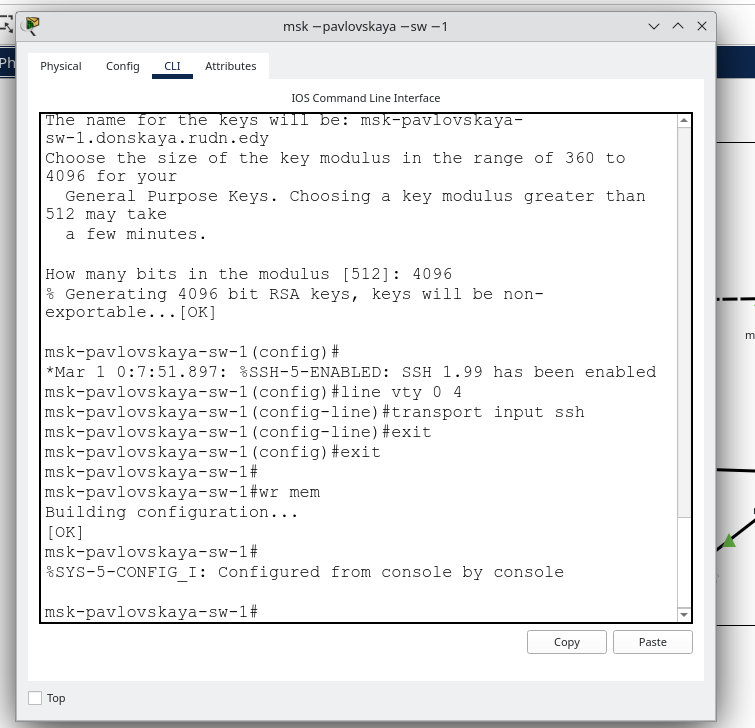 msk −pavlovskaya −sw −1
Ph
Physical
Config
CLI
Attributes
IOS Command Line Interface
The name for the keys will be: msk-pavlovskaya-
sw-1.donskaya.rudn.edy
Choose the size of the key modulus in the range of 360 to
4096 for your
General Purpose Keys. Choosing a key modulus greater than
512 may take
a few minutes.
How many bits in the modulus [512]: 4096
% Generating 4096 bit RSA keys, keys will be non-
exportable...[OK]
msk-pavlovskaya-sw-1(config)#
*Mar 1 0:7:51.897: %SSH-5-ENABLED: SSH 1.99 has been enabled
msk-pavlovskaya-sw-1(config)#line vty 0 4
msk-pavlovskaya-sw-1(config-line)#transport input ssh
msk-pavlovskaya-sw-1(config-line)#exit
msk-pavlovskaya-sw-1(config)#exit
msk-pavlovskaya-sw-1#
msk-pavlovskaya-sw-1#wr mem
Building configuration...
[OK]
msk-pavlovskaya-sw-1#
%SYS-5-CONFIG_I: Configured from console by console
msk-pavlovskaya-sw-1#
Copy
Paste
Top